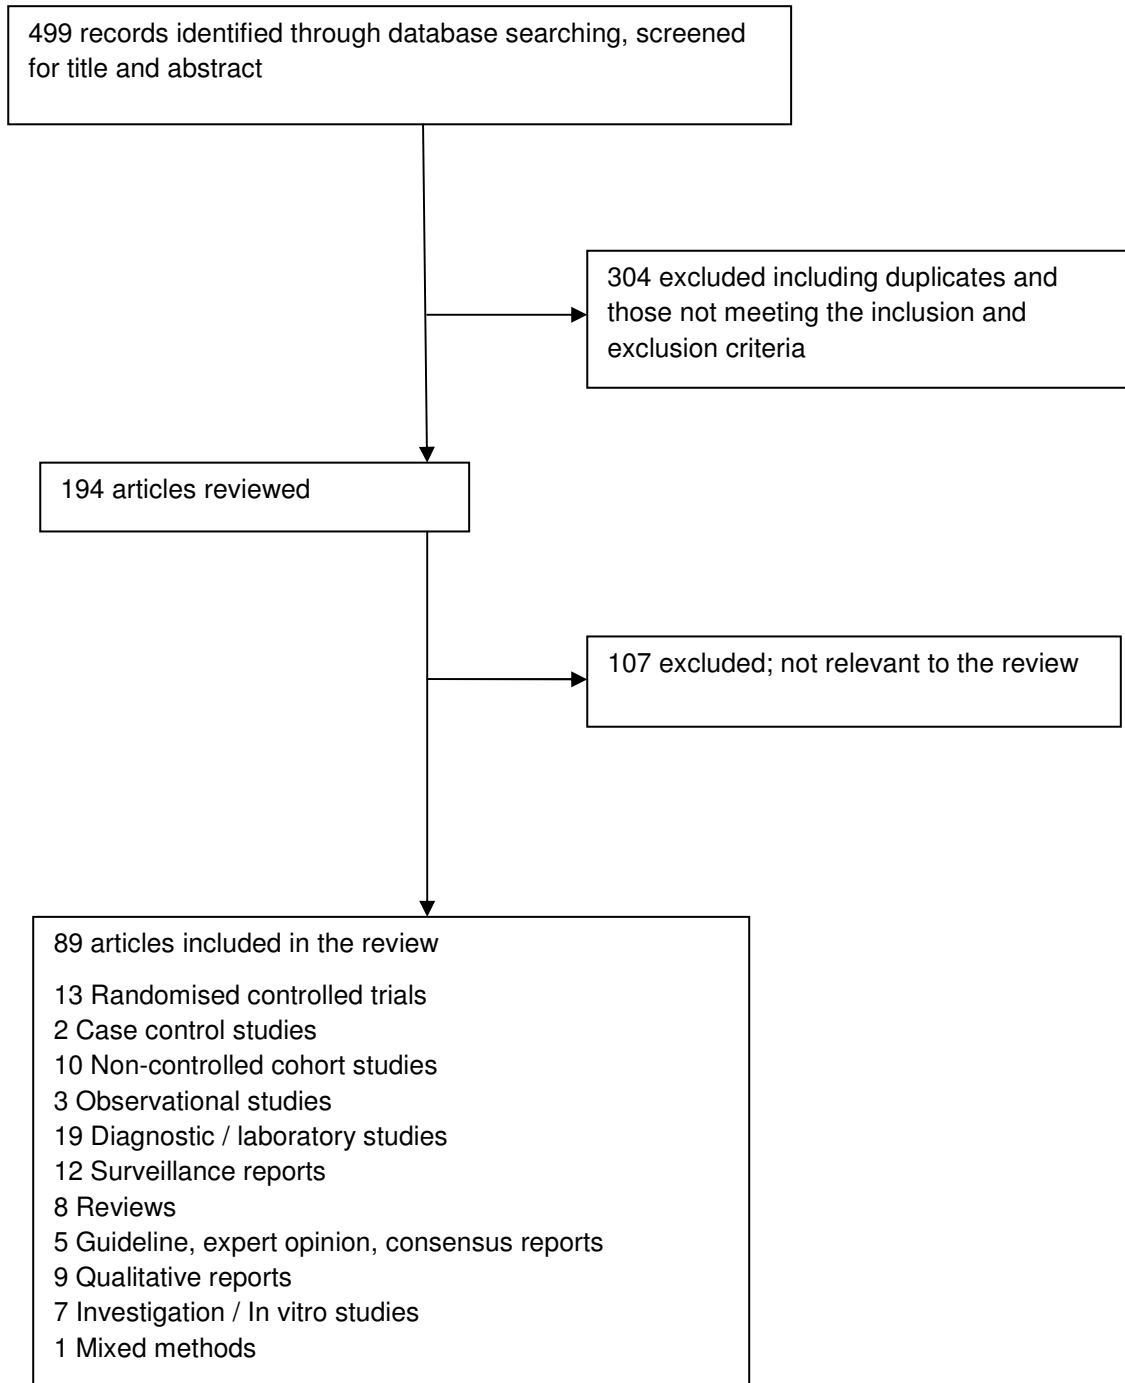 499 records identified through database searching, screened
for title and abstract
304 excluded including duplicates and
those not meeting the inclusion and
exclusion criteria
194 articles reviewed
107 excluded; not relevant to the review
89 articles included in the review
13 Randomised controlled trials
2 Case control studies
10 Non-controlled cohort studies
3 Observational studies
19 Diagnostic / laboratory studies
12 Surveillance reports
8 Reviews
5 Guideline, expert opinion, consensus reports
9 Qualitative reports
7 Investigation / In vitro studies
1 Mixed methods